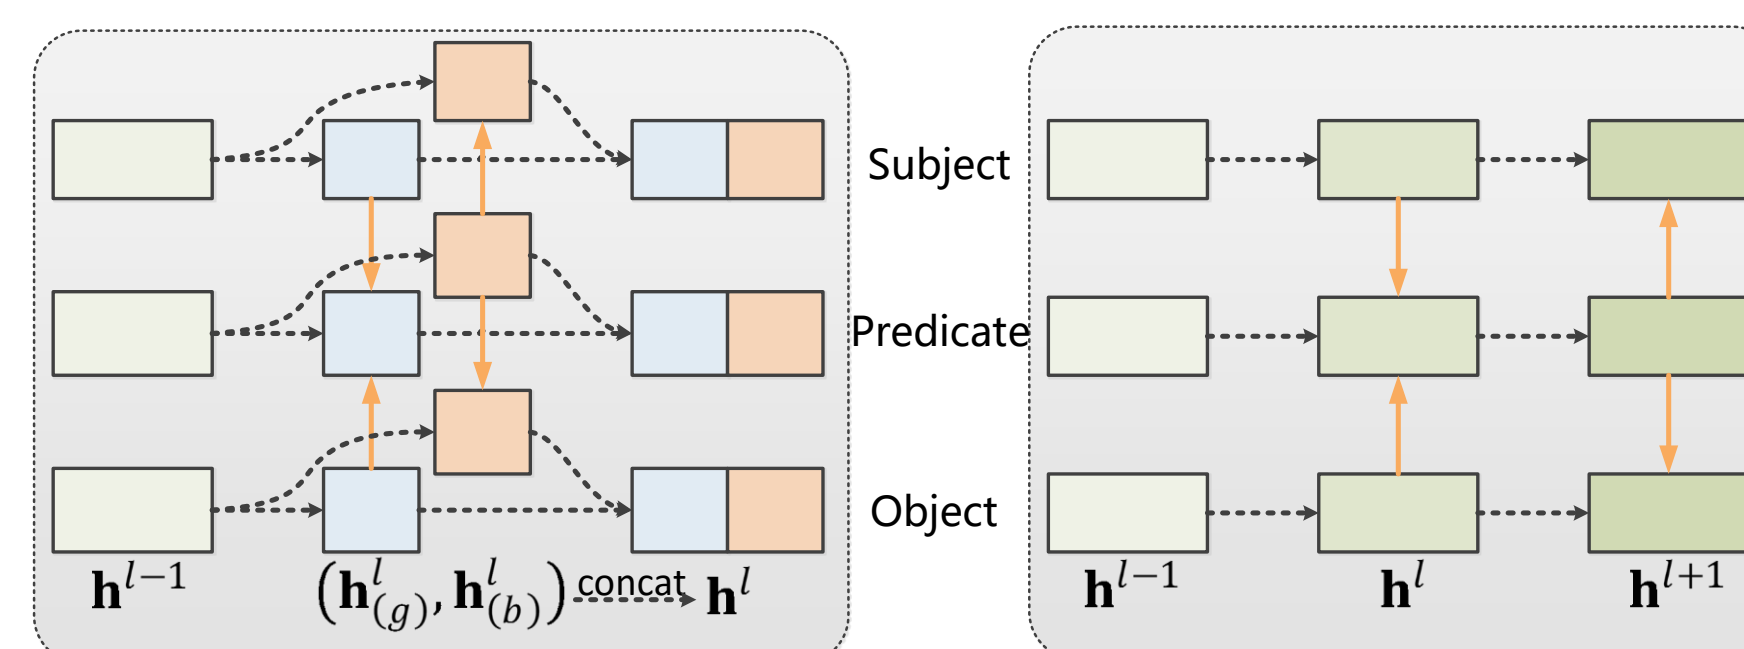 Subject
Predicate
Object
h^{l-1}
(h^l_{(g)}, h^l_{(b)}) concat h^l
h^{l-1}
h^l
h^{l+1}